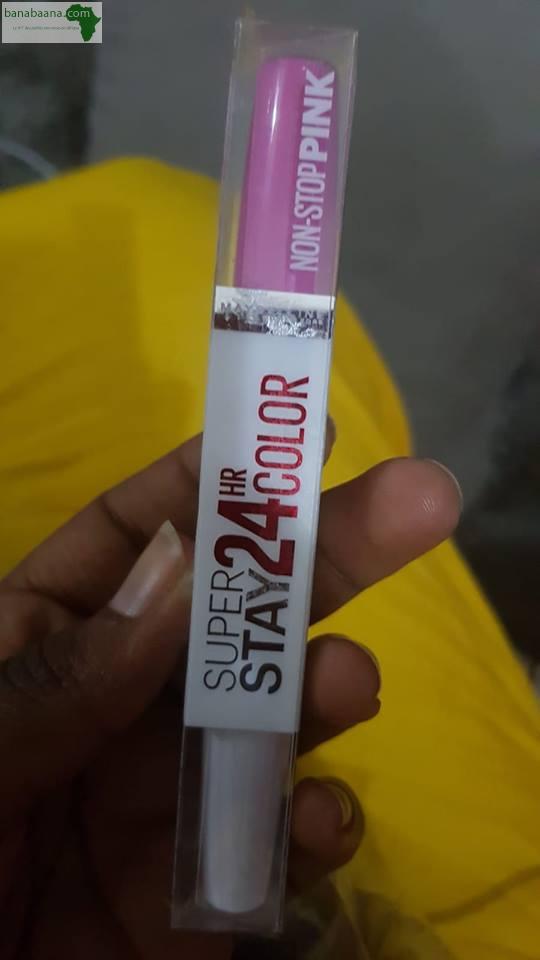 banabaana.com
NON-STOP PINK
SUPER
STAY 24 HR
COLOR